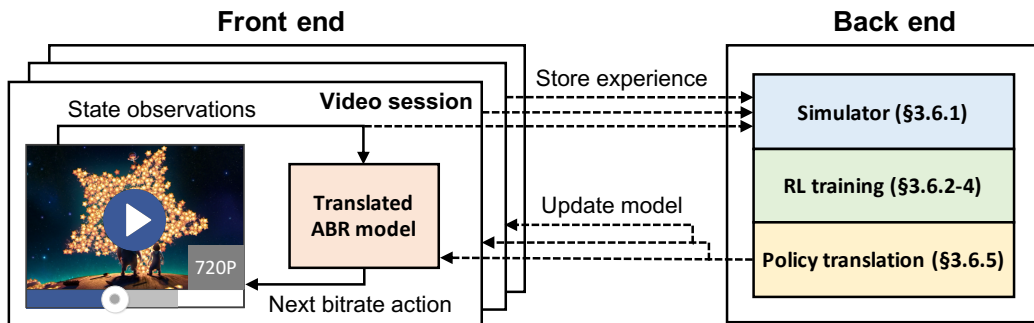 Front end
Back end
Store experience
Video session
State observations
Simulator (§3.6.1)
Translated
ABR model
RL training (§3.6.2-4)
Update model
720P
Policy translation (§3.6.5)
Next bitrate action